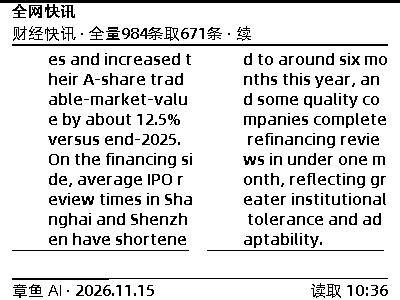 全网快讯
财经快讯 · 全量984条取671条 · 续
es and increased t
heir A-share trad
able-market-valu
e by about 12.5%
versus end-2025.
On the financing si
de, average IPO r
eview times in Sha
nghai and Shenzh
en have shortene
d to around six mo
nths this year, an
d some quality co
mpanies complete
refinancing revie
ws in under one m
onth, reflecting gr
eater institutional
tolerance and ad
aptability.
章鱼 AI · 2026.11.15
读取 10:36